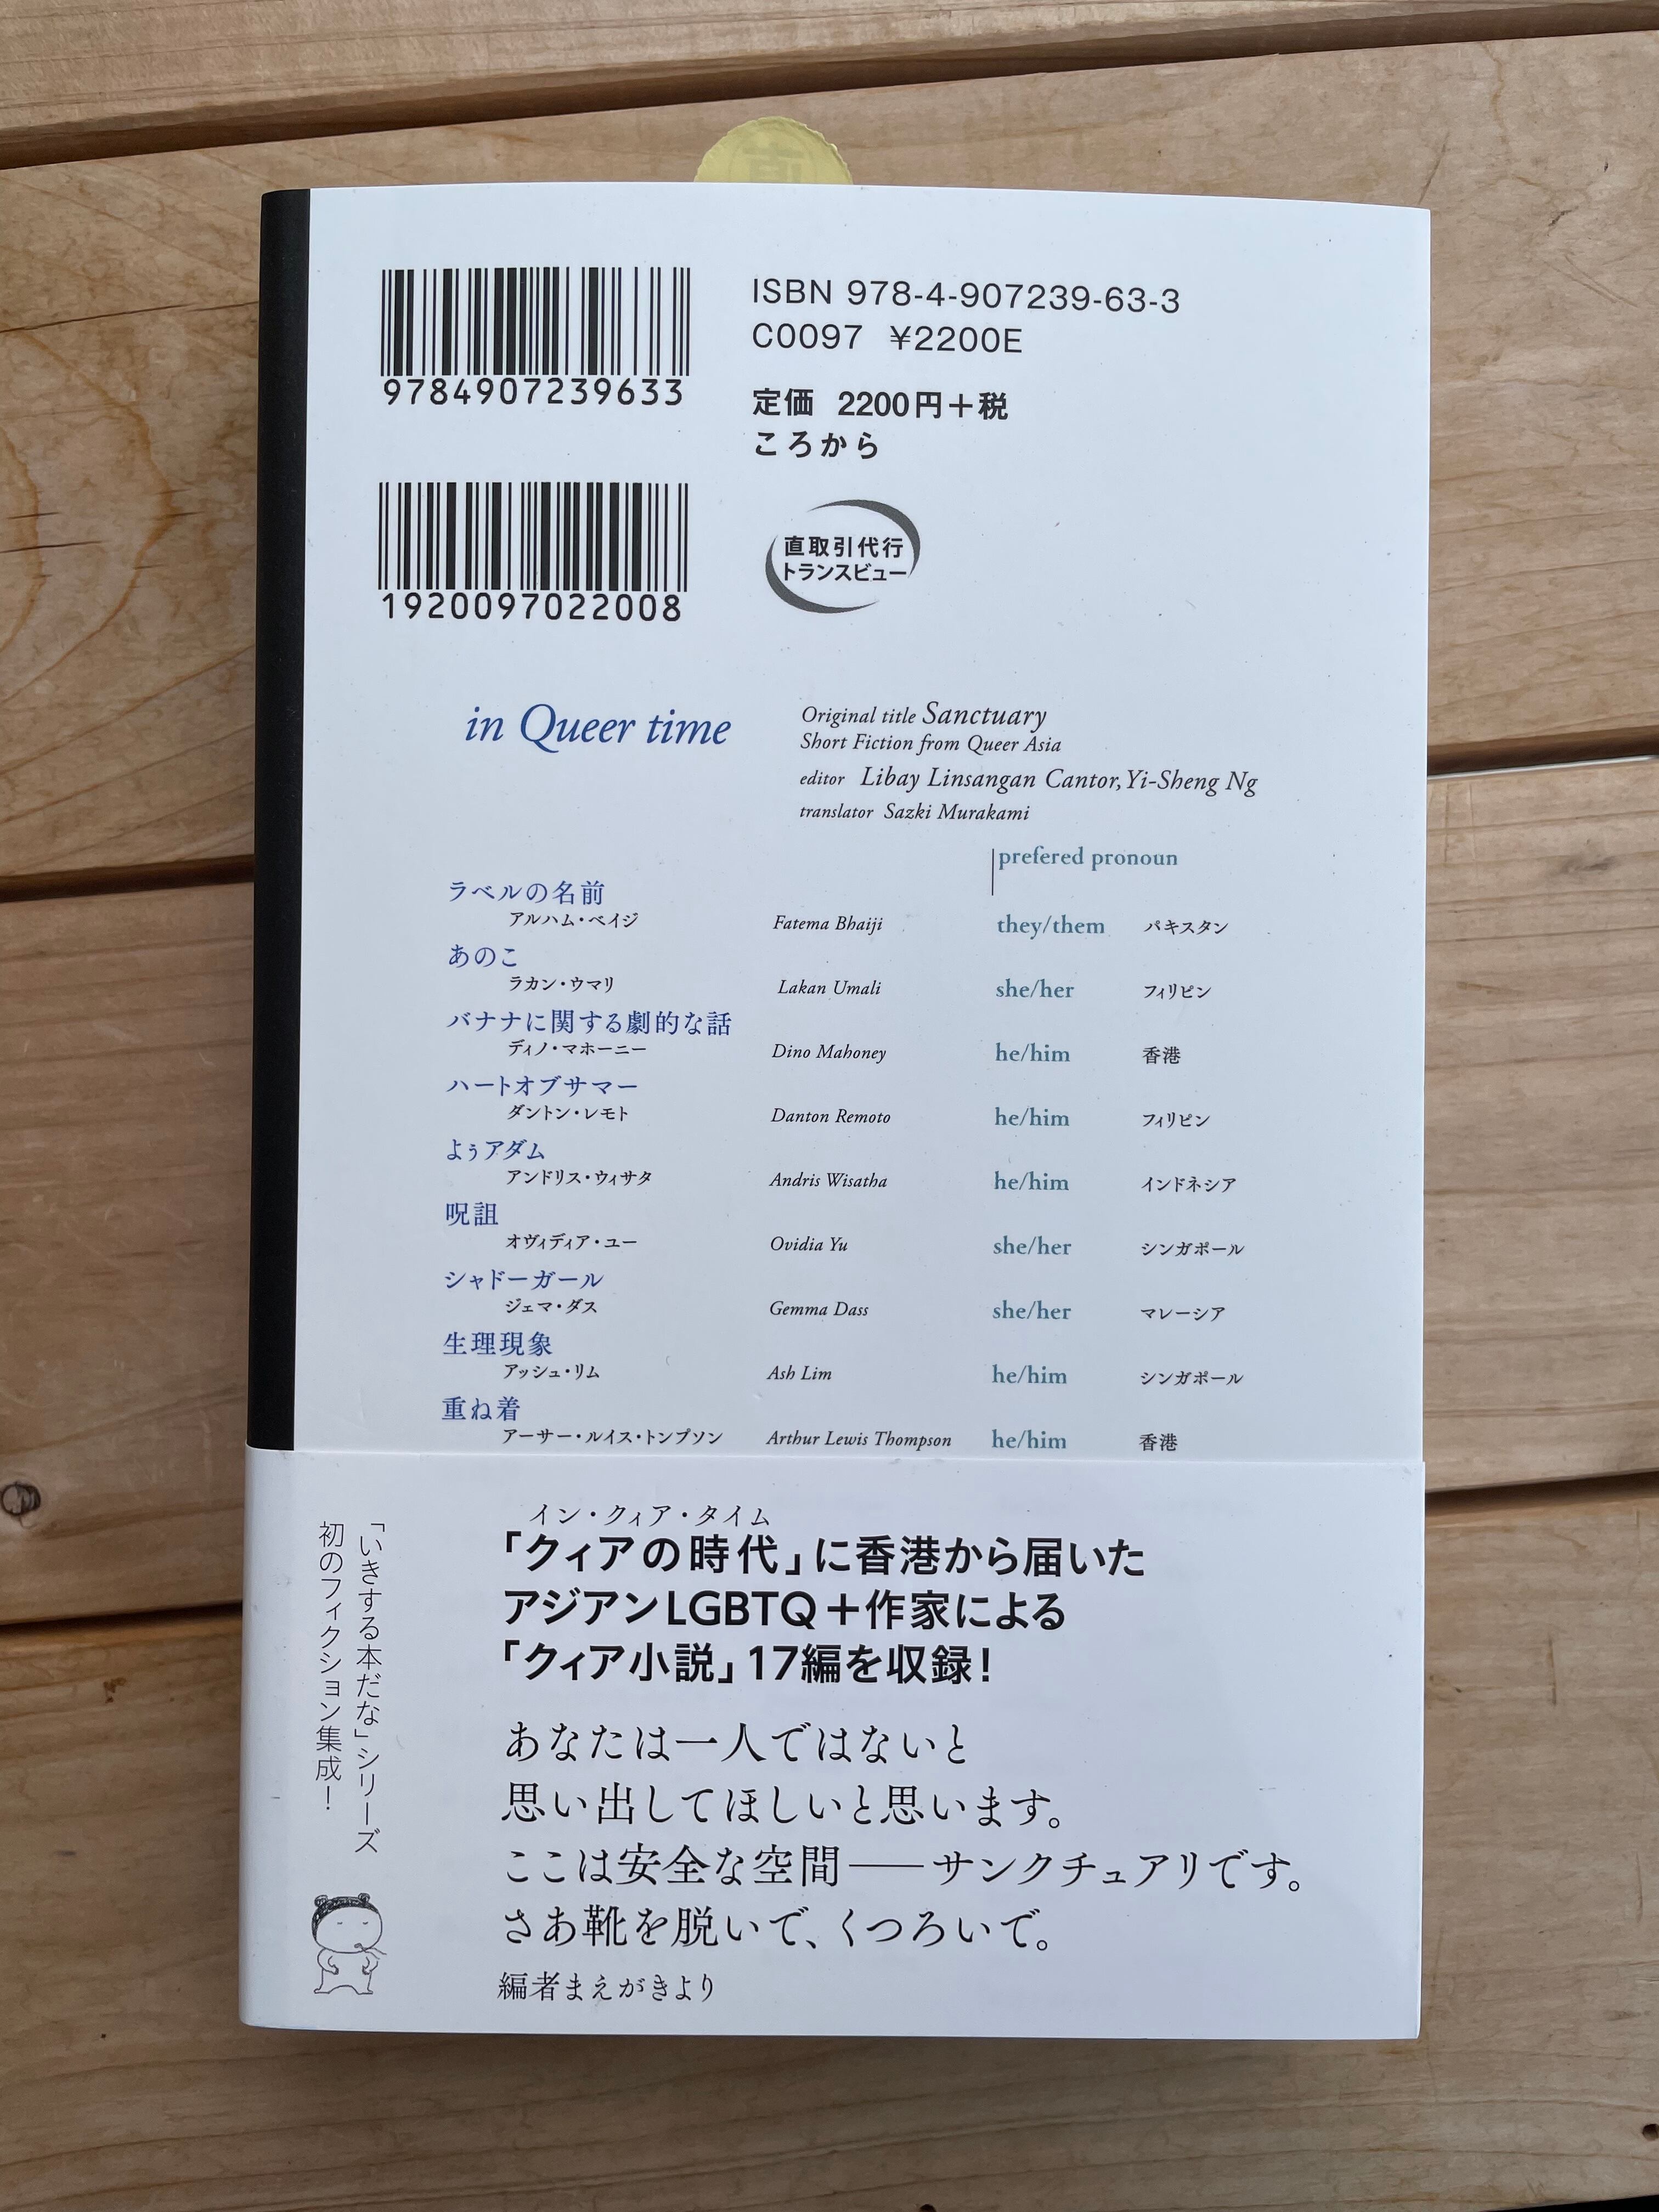 9784907239633
ISBN 978-4-907239-63-3
C0097 ¥2200E
定価 2200円+税
ころから
1920097022008
直取引代行
トランスビュー
in Queer time
Original title Sanctuary
Short Fiction from Queer Asia
editor Libay Linsangan Cantor,Yi-Sheng Ng
translator Sazki Murakami
prefered pronoun
ラベルの名前
アルハム・ベイジ Fatema Bhaiji they/them パキスタン
あのこ
ラカン・ウマリ Lakan Umali she/her フィリピン
バナナに関する劇的な話
ディノ・マホーニー Dino Mahoney he/him 香港
ハートオブサマー
ダントン・レモト Danton Remoto he/him フィリピン
よぅアダム
アンドリス・ウィサタ Andris Wisatha he/him インドネシア
呪詛
オヴィディア・ユー Ovidia Yu she/her シンガポール
シャドーガール
ジェマ・ダス Gemma Dass she/her マレーシア
生理現象
アッシュ・リム Ash Lim he/him シンガポール
重ね着
アーサー・ルイス・トンプソン Arthur Lewis Thompson he/him 香港
イン・クィア・タイム
「クィアの時代」に香港から届いた
アジアンLGBTQ+作家による
「クィア小説」17編を収録!
あなたは一人ではないと
思い出してほしいと思います。
ここは安全な空間――サンクチュアリです。
さあ靴を脱いで、くつろいで。
編者まえがきより
「いきする本だな」シリーズ
初のフィクション集成!